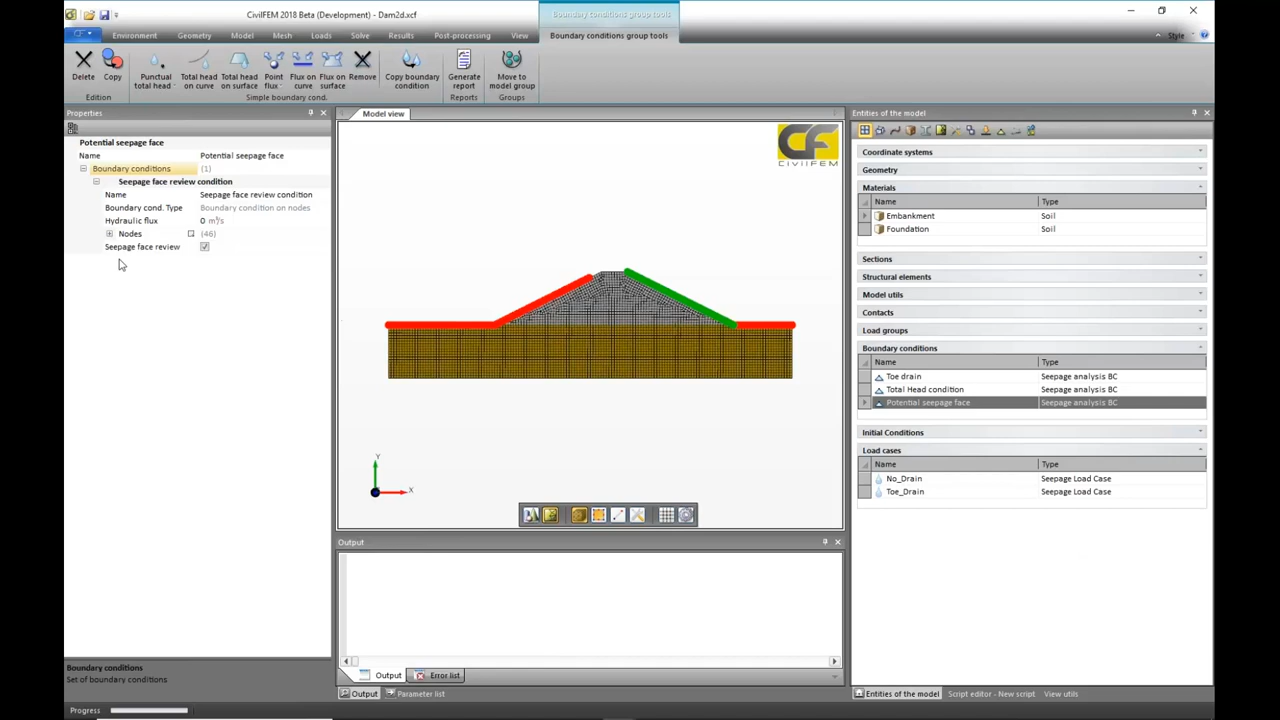 CivilFEM 2018 Beta (Development) - Dam2d.xcf
Boundary conditions group tools
Environment Geometry Model Mesh Loads Solve Results Post-processing View Boundary conditions group tools Style
Delete Copy Punctual total head Total head on curve Total head on surface Point flux Flux on curve Flux on surface Remove Copy boundary condition Generate report Move to model group
Edition Simple boundary cond. Reports Groups
Properties
Potential seepage face
Name Potential seepage face
Boundary conditions (1)
Seepage face review condition
Name Seepage face review condition
Boundary cond. Type Boundary condition on nodes
Hydraulic flux 0 m³/s
Nodes (46)
Seepage face review
Boundary conditions
Set of boundary conditions
Progress
Model view
CF
CIVILFEM
Y
X
Output
Output Error list
Output Parameter list
Entities of the model
Coordinate systems
Geometry
Materials
Name Type
Embankment Soil
Foundation Soil
Sections
Structural elements
Model utils
Contacts
Load groups
Boundary conditions
Name Type
Toe drain Seepage analysis BC
Total Head condition Seepage analysis BC
Potential seepage face Seepage analysis BC
Initial Conditions
Load cases
Name Type
No_Drain Seepage Load Case
Toe_Drain Seepage Load Case
Entities of the model Script editor - New script View utils